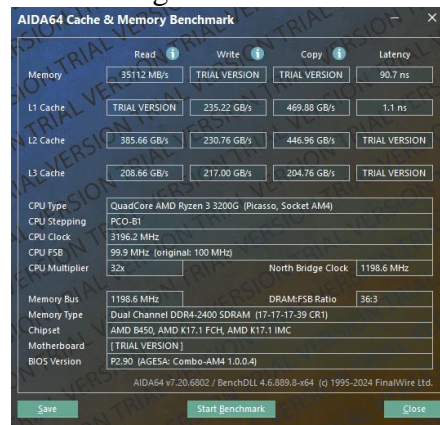 AIDA64 Cache & Memory Benchmark
Read Write Copy Latency
Memory 35112 MB/s TRIAL VERSION TRIAL VERSION 90.7 ns
L1 Cache TRIAL VERSION 235.22 GB/s 469.88 GB/s 1.1 ns
L2 Cache 385.66 GB/s 230.76 GB/s 446.96 GB/s TRIAL VERSION
L3 Cache 208.66 GB/s 217.00 GB/s 204.76 GB/s TRIAL VERSION
CPU Type QuadCore AMD Ryzen 3 3200G (Picasso, Socket AM4)
CPU Stepping PCO-B1
CPU Clock 3196.2 MHz
CPU FSB 99.9 MHz (original: 100 MHz)
CPU Multiplier 32x North Bridge Clock 1198.6 MHz
Memory Bus 1198.6 MHz DRAM:FSB Ratio 36:3
Memory Type Dual Channel DDR4-2400 SDRAM (17-17-17-39 CR1)
Chipset AMD B450, AMD K17.1 FCH, AMD K17.1 IMC
Motherboard [ TRIAL VERSION ]
BIOS Version P2.90 (AGESA: Combo-AM4 1.0.0.4)
AIDA64 v7.20.6802 / BenchDLL 4.6.889.8-x64 (c) 1995-2024 FinalWire Ltd.
Save Start Benchmark Close